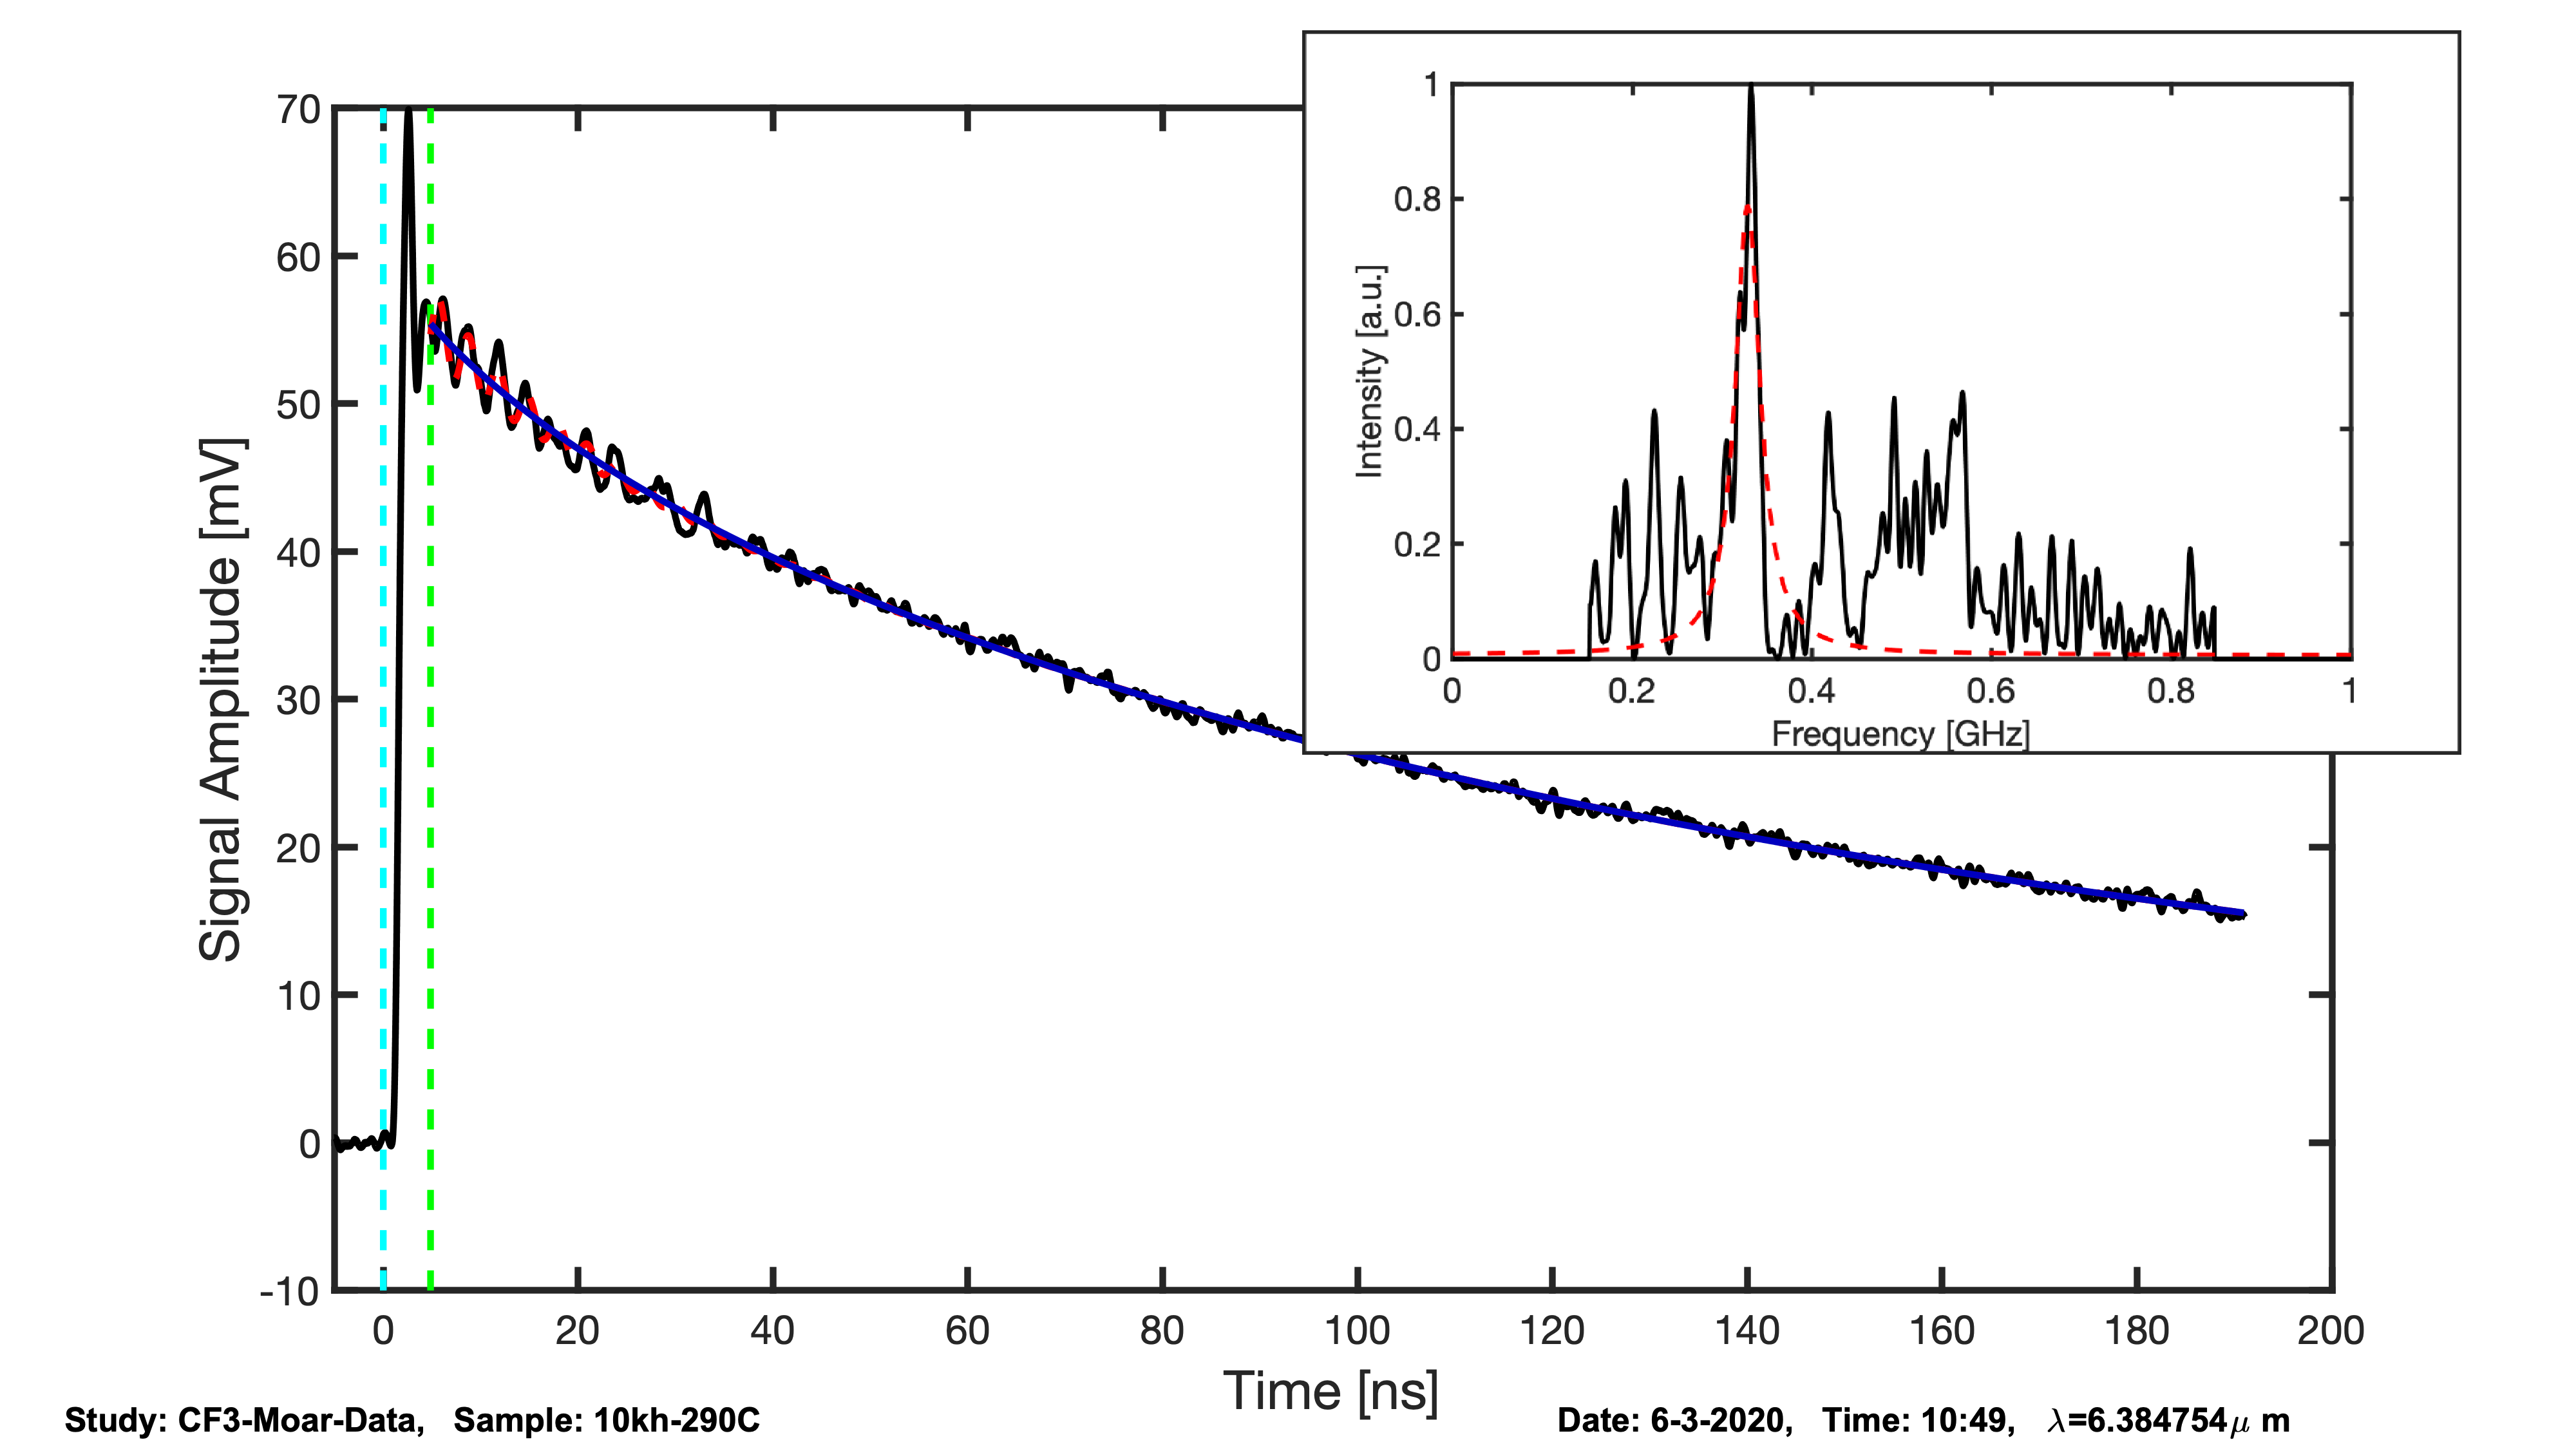 70
60
50
40
30
20
10
0
-10
Signal Amplitude [mV]
0 20 40 60 80 100 120 140 160 180 200
Time [ns]
1
0.8
0.6
0.4
0.2
0
Intensity [a.u.]
0 0.2 0.4 0.6 0.8 1
Frequency [GHz]
Study: CF3-Moar-Data, Sample: 10kh-290C
Date: 6-3-2020, Time: 10:49, λ=6.384754μ m